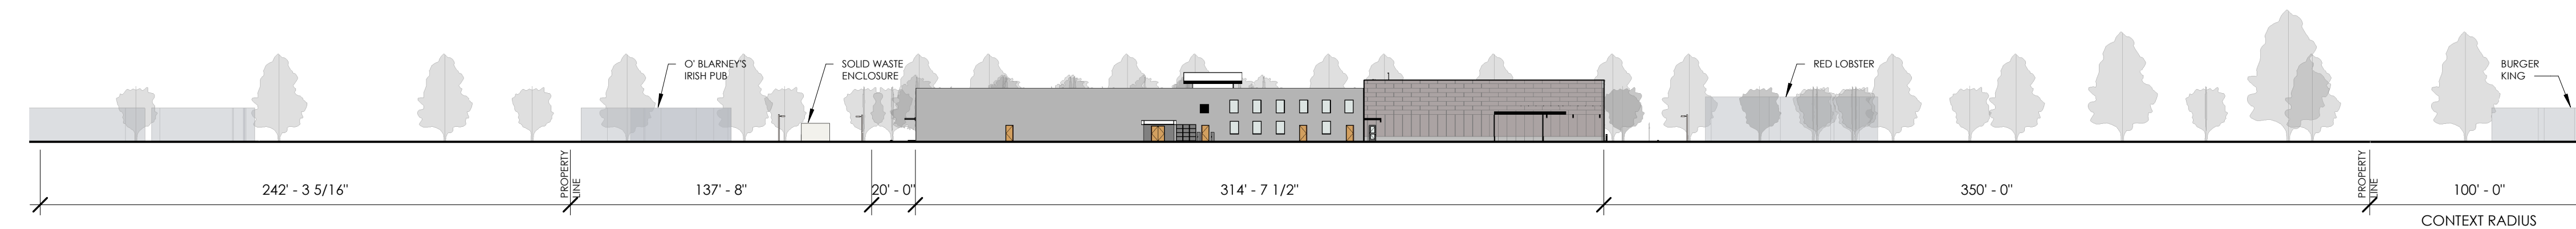 O' BLARNEY'S
IRISH PUB
SOLID WASTE
ENCLOSURE
RED LOBSTER
BURGER
KING
PROPERTY
LINE
PROPERTY
LINE
242' - 3 5/16"
137' - 8"
20' - 0"
314' - 7 1/2"
350' - 0"
100' - 0"
CONTEXT RADIUS